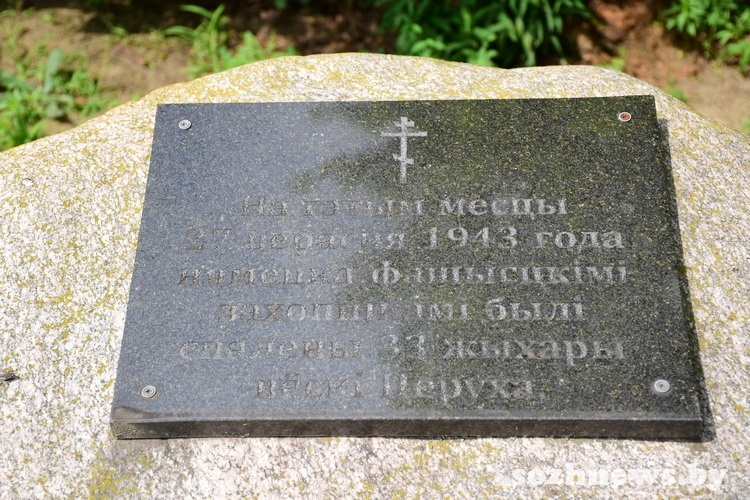 На гэтым месцы
27 верасня 1943 года
нямецка фашысцкімі
захопнікамі былі
спалены 33 жыхары
вёскі Перуха.
sozhnews.by